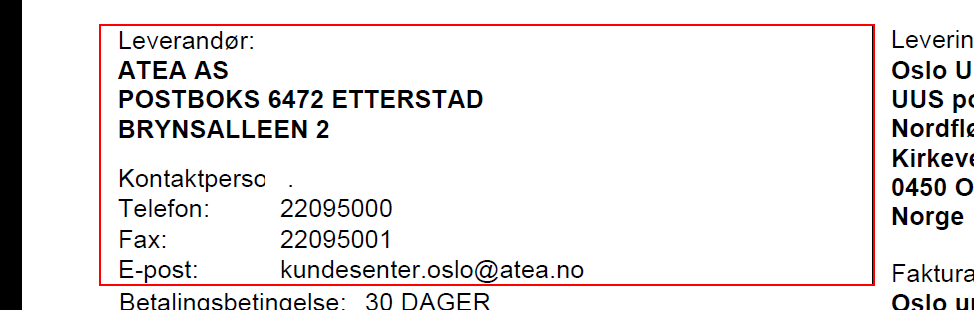 Leverandør:
ATEA AS
POSTBOKS 6472 ETTERSTAD
BRYNSALLEEN 2
Kontaktperso .
Telefon: 22095000
Fax: 22095001
E-post: kundesenter.oslo@atea.no
Betalingsbetingelse: 30 DAGER
Leverin
Oslo U
UUS po
Nordflø
Kirkeve
0450 O
Norge
Faktura
Oslo un